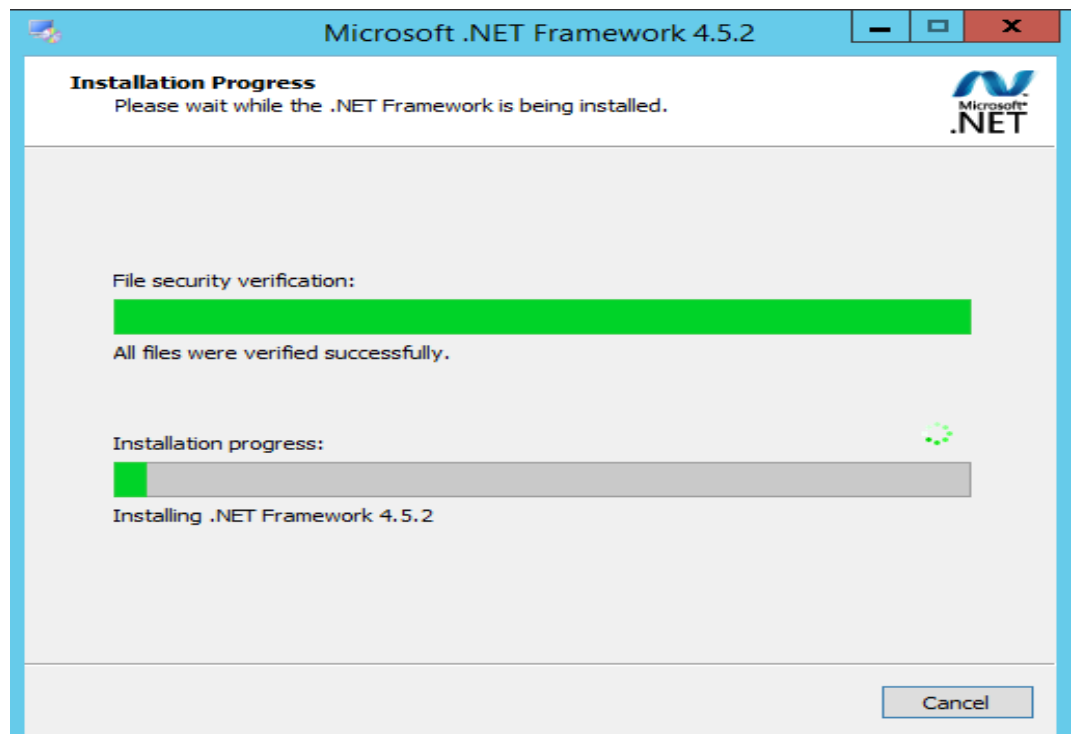 Microsoft .NET Framework 4.5.2
Installation Progress
Please wait while the .NET Framework is being installed.
Microsoft
.NET
File security verification:
All files were verified successfully.
Installation progress:
Installing .NET Framework 4.5.2
Cancel